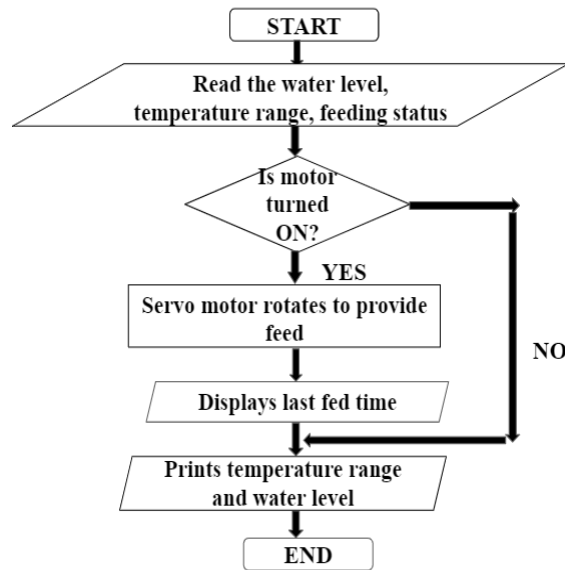 START
Read the water level,
temperature range, feeding status
Is motor
turned
ON?
YES
Servo motor rotates to provide
feed
NO
Displays last fed time
Prints temperature range
and water level
END